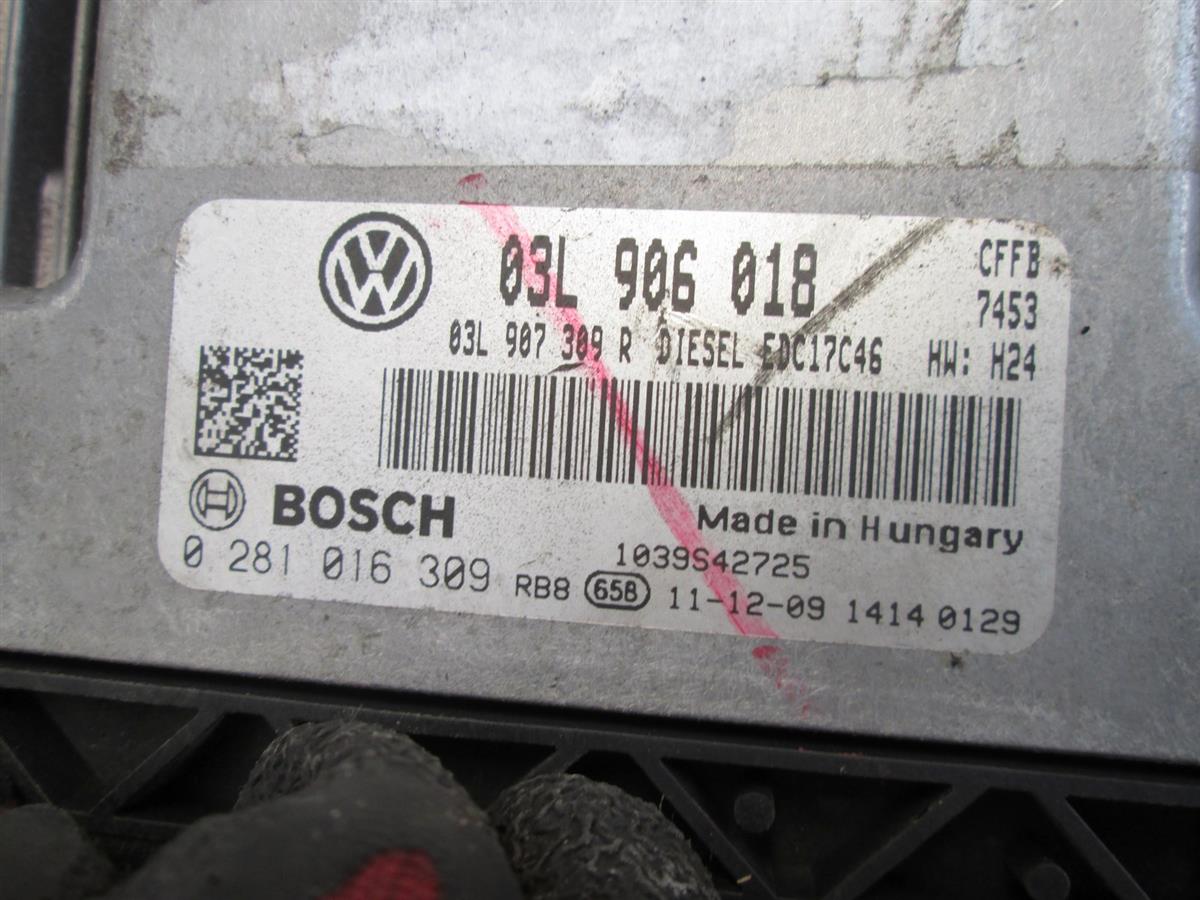 03L 906 018
CFFB
7453
03L 907 309 R DIESEL EDC17C46 HW: H24
BOSCH
Made in Hungary
0 281 016 309
1039S42725
RB8 65B 11-12-09 1414 0129